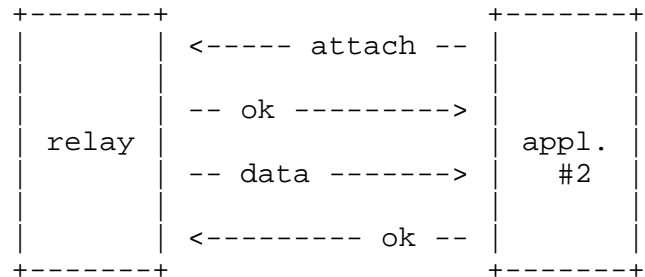 +-------+ +-------+
| | <----- attach -- | |
| | -- ok ---------> | |
| relay | | appl. |
| | -- data -------> | #2 |
| | <--------- ok -- | |
+-------+ +-------+